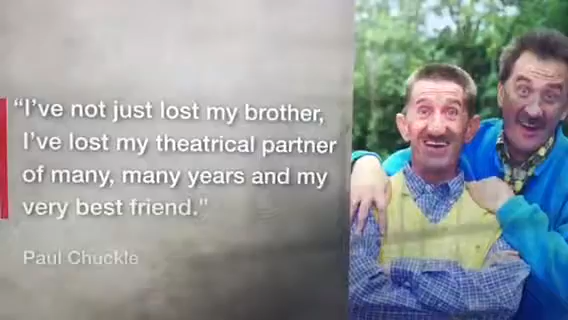 “I’ve not just lost my brother,
I’ve lost my theatrical partner
of many, many years and my
very best friend."
Paul Chuckle